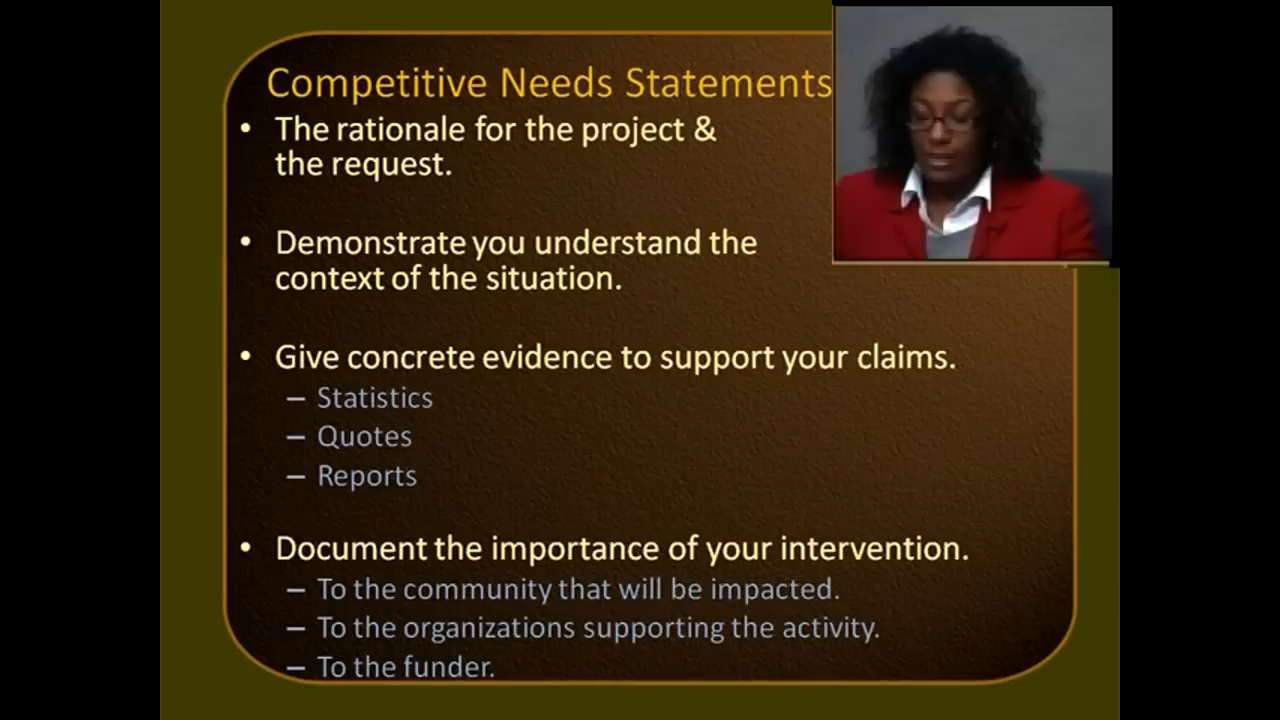 Competitive Needs Statements
• The rationale for the project &
the request.
• Demonstrate you understand the
context of the situation.
• Give concrete evidence to support your claims.
– Statistics
– Quotes
– Reports
• Document the importance of your intervention.
– To the community that will be impacted.
– To the organizations supporting the activity.
– To the funder.